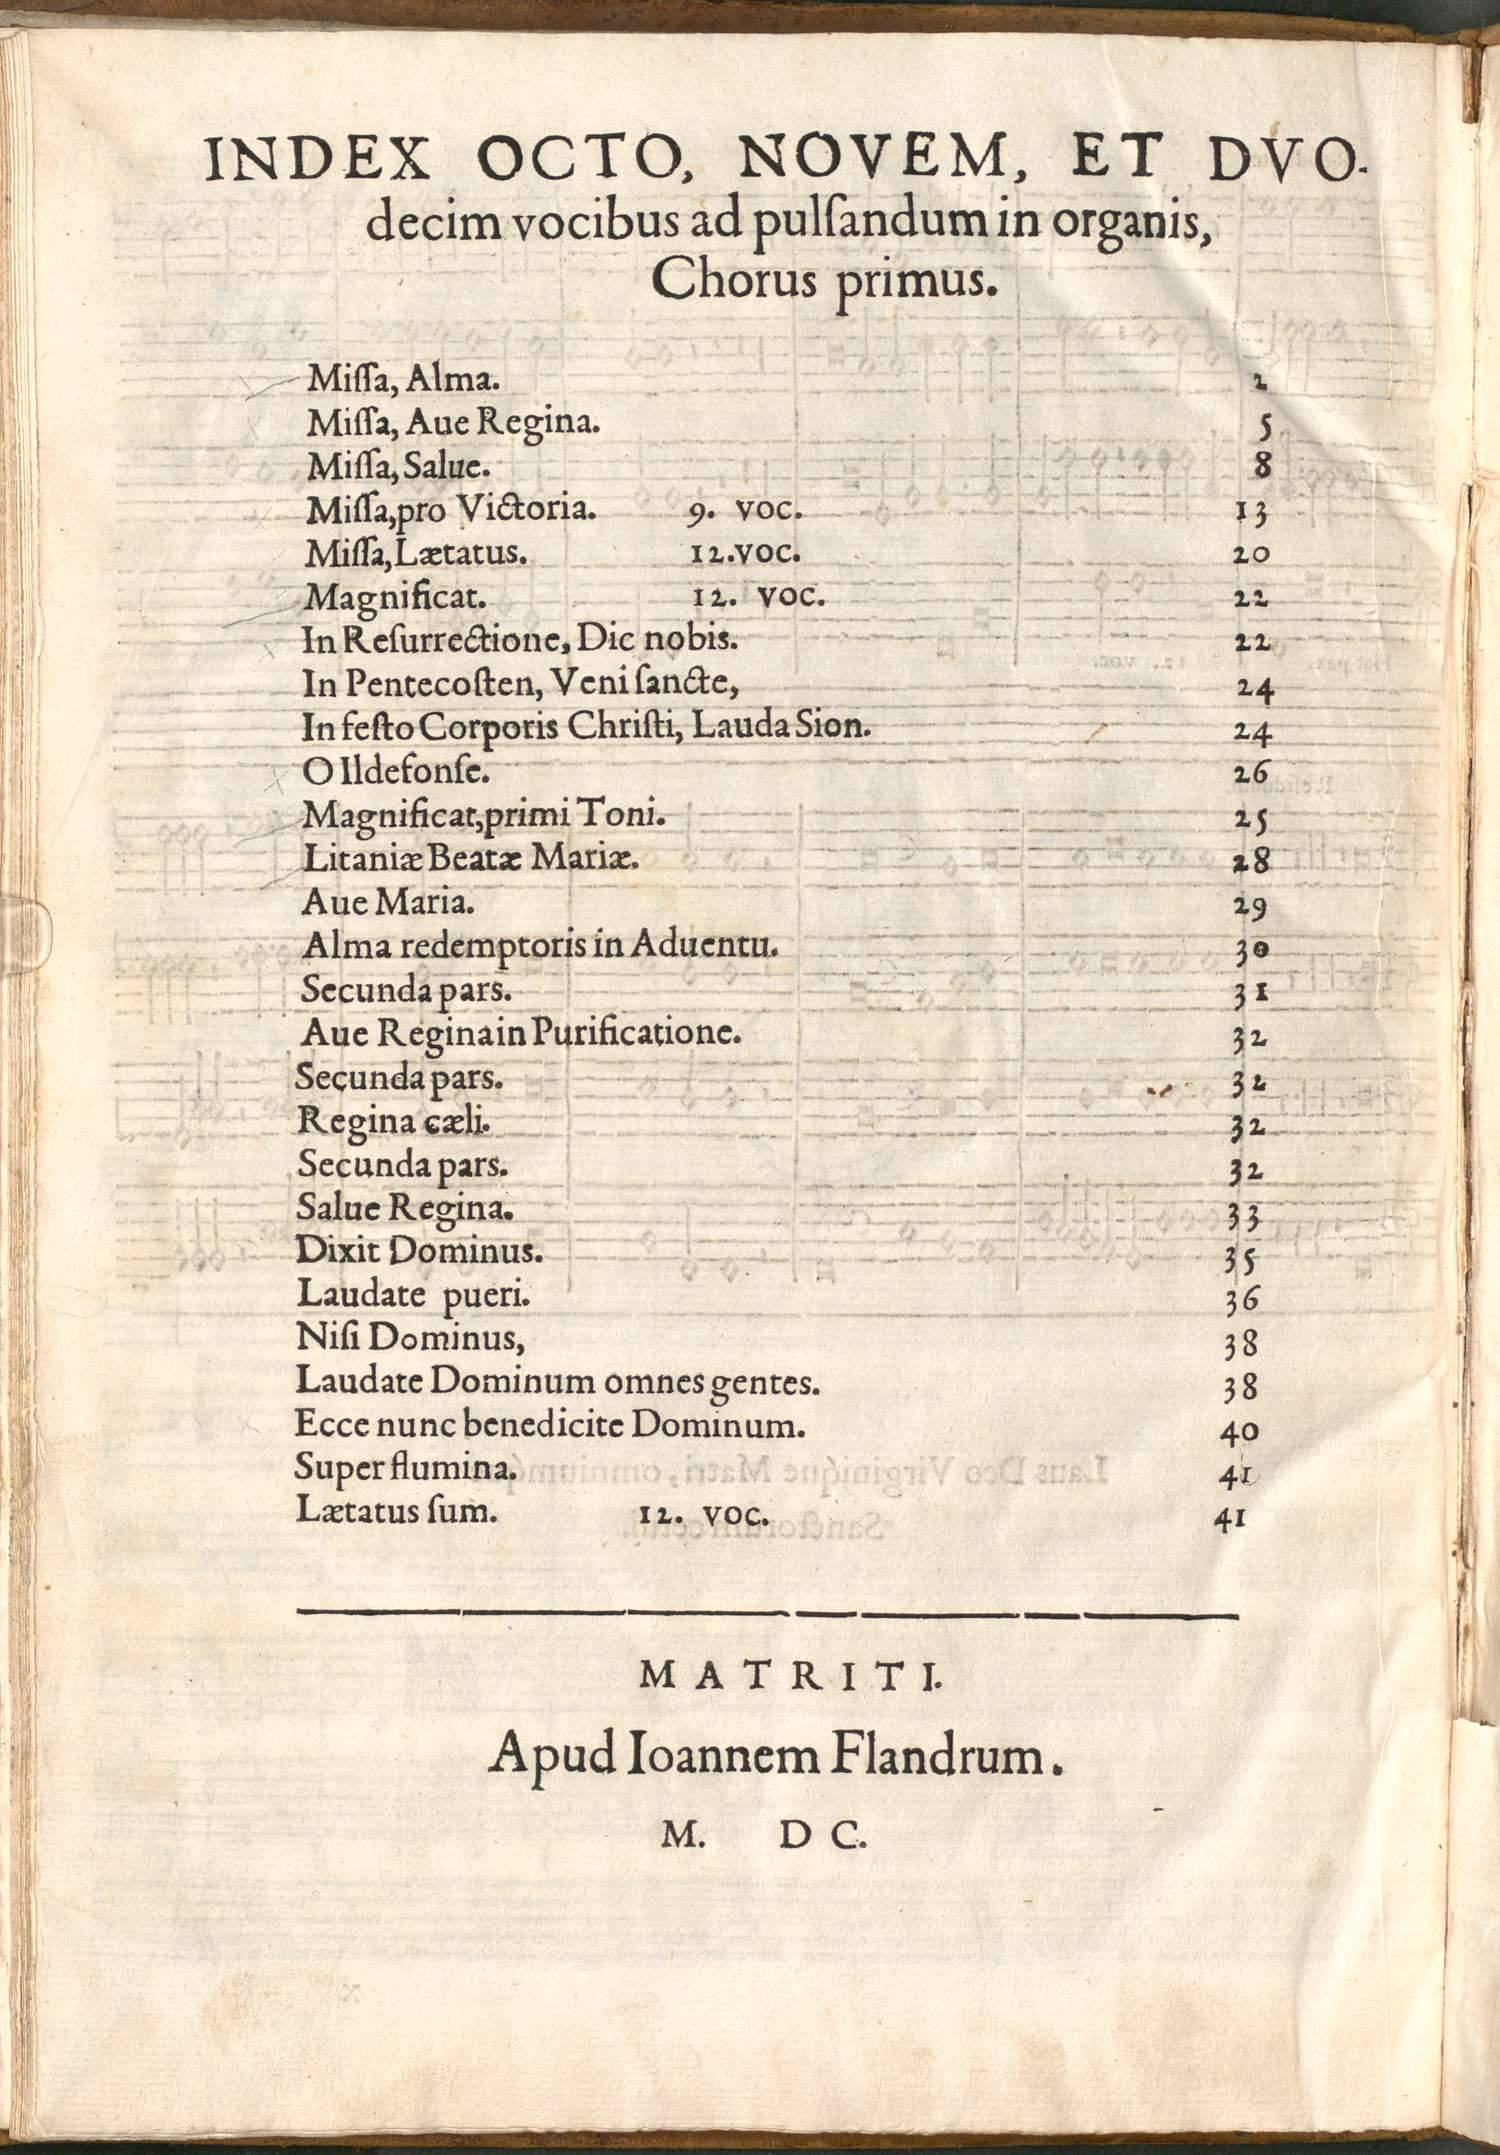 INDEX OCTO, NOVEM, ET DVO-
decim vocibus ad pulſandum in organis,
Chorus primus.
Miſſa, Alma. 2
Miſſa, Aue Regina. 5
Miſſa, Salue. 8
Miſſa, pro Victoria. 9. voc. 13
Miſſa, Lætatus. 12. voc. 20
Magnificat. 12. voc. 22
In Reſurrectione, Dic nobis. 22
In Pentecoſten, Veni ſancte, 24
In feſto Corporis Chriſti, Lauda Sion. 24
O Ildefonſe. 26
Magnificat, primi Toni. 25
Litaniæ Beatæ Mariæ. 28
Aue Maria. 29
Alma redemptoris in Aduentu. 30
Secunda pars. 31
Aue Regina in Purificatione. 32
Secunda pars. 32
Regina cæli. 32
Secunda pars. 32
Salue Regina. 33
Dixit Dominus. 35
Laudate pueri. 36
Niſi Dominus, 38
Laudate Dominum omnes gentes. 38
Ecce nunc benedicite Dominum. 40
Super flumina. 41
Lætatus ſum. 12. voc. 41
MATRITI.
Apud Ioannem Flandrum.
M. DC.